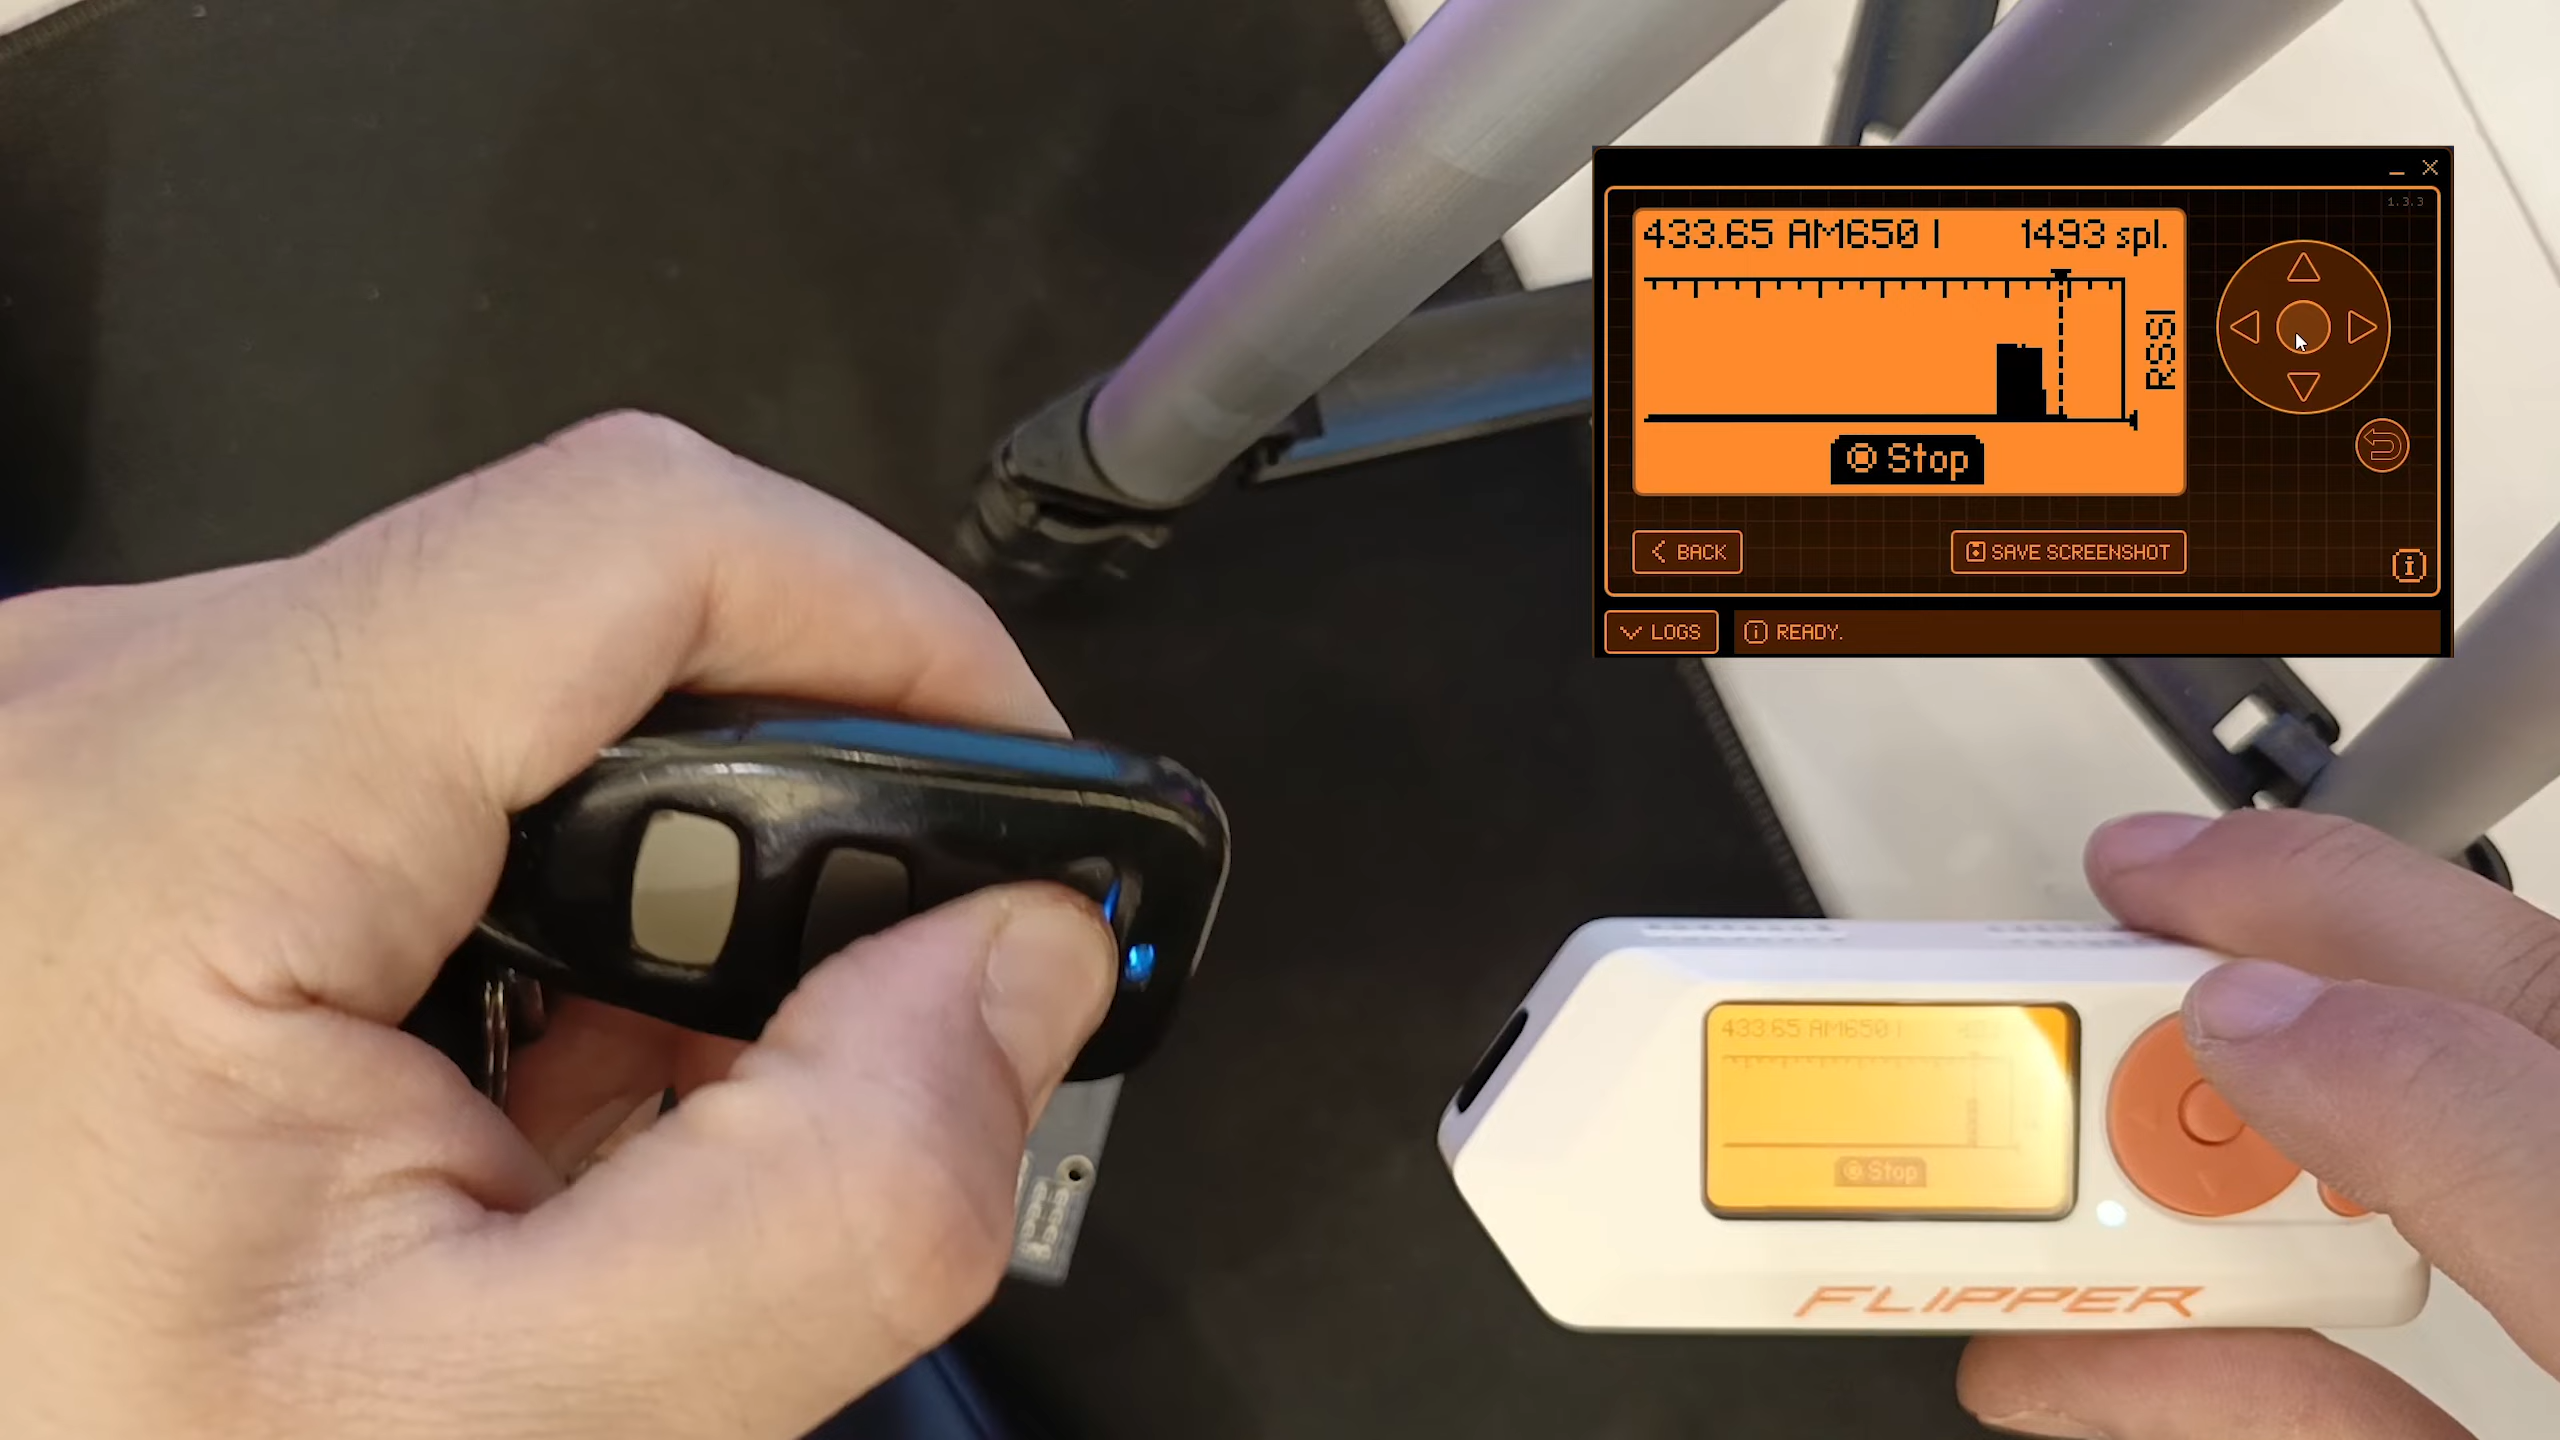 1.3.3
433.65 AM650 I 1493 spl.
RSSI
Stop
BACK
SAVE SCREENSHOT
LOGS
READY.
433.65 AM650
Stop
FLIPPER